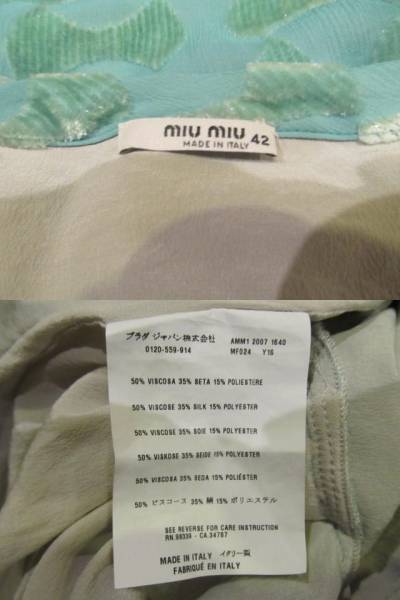 miu miu 42
MADE IN ITALY
プラダ ジャパン株式会社
0120-559-914
AMM1 2007 1640
MF024 Y16
50% VISCOSA 35% SETA 15% POLIESTERE
50% VISCOSE 35% SILK 15% POLYESTER
50% VISCOSE 35% SOIE 15% POLYESTER
50% VISKOSE 35% SEIDE 15% POLYESTER
50% VISCOSA 35% SEDA 15% POLIÉSTER
50% ビスコース 35% 絹 15% ポリエステル
SEE REVERSE FOR CARE INSTRUCTION
RN.99339 - CA.34767
MADE IN ITALY イタリー製
FABRIQUÉ EN ITALY